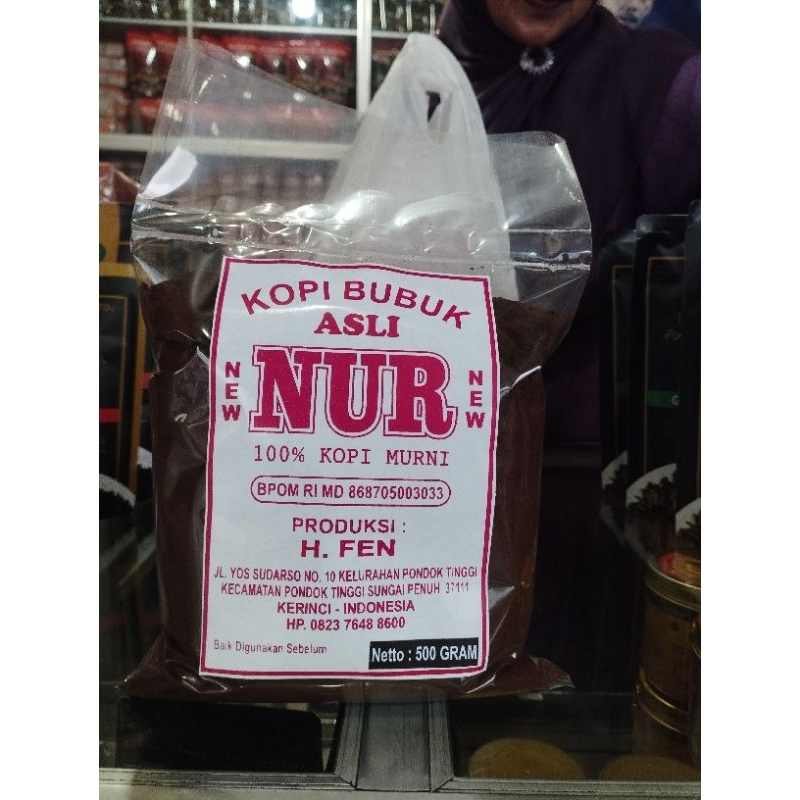 KOPI BUBUK
ASLI
NEW
NUR
NEW
100% KOPI MURNI
BPOM RI MD 868705003033
PRODUKSI :
H. FEN
JL. YOS SUDARSO NO. 10 KELURAHAN PONDOK TINGGI
KECAMATAN PONDOK TINGGI SUNGAI PENUH 37111
KERINCI - INDONESIA
HP. 0823 7648 8600
Baik Digunakan Sebelum
Netto : 500 GRAM